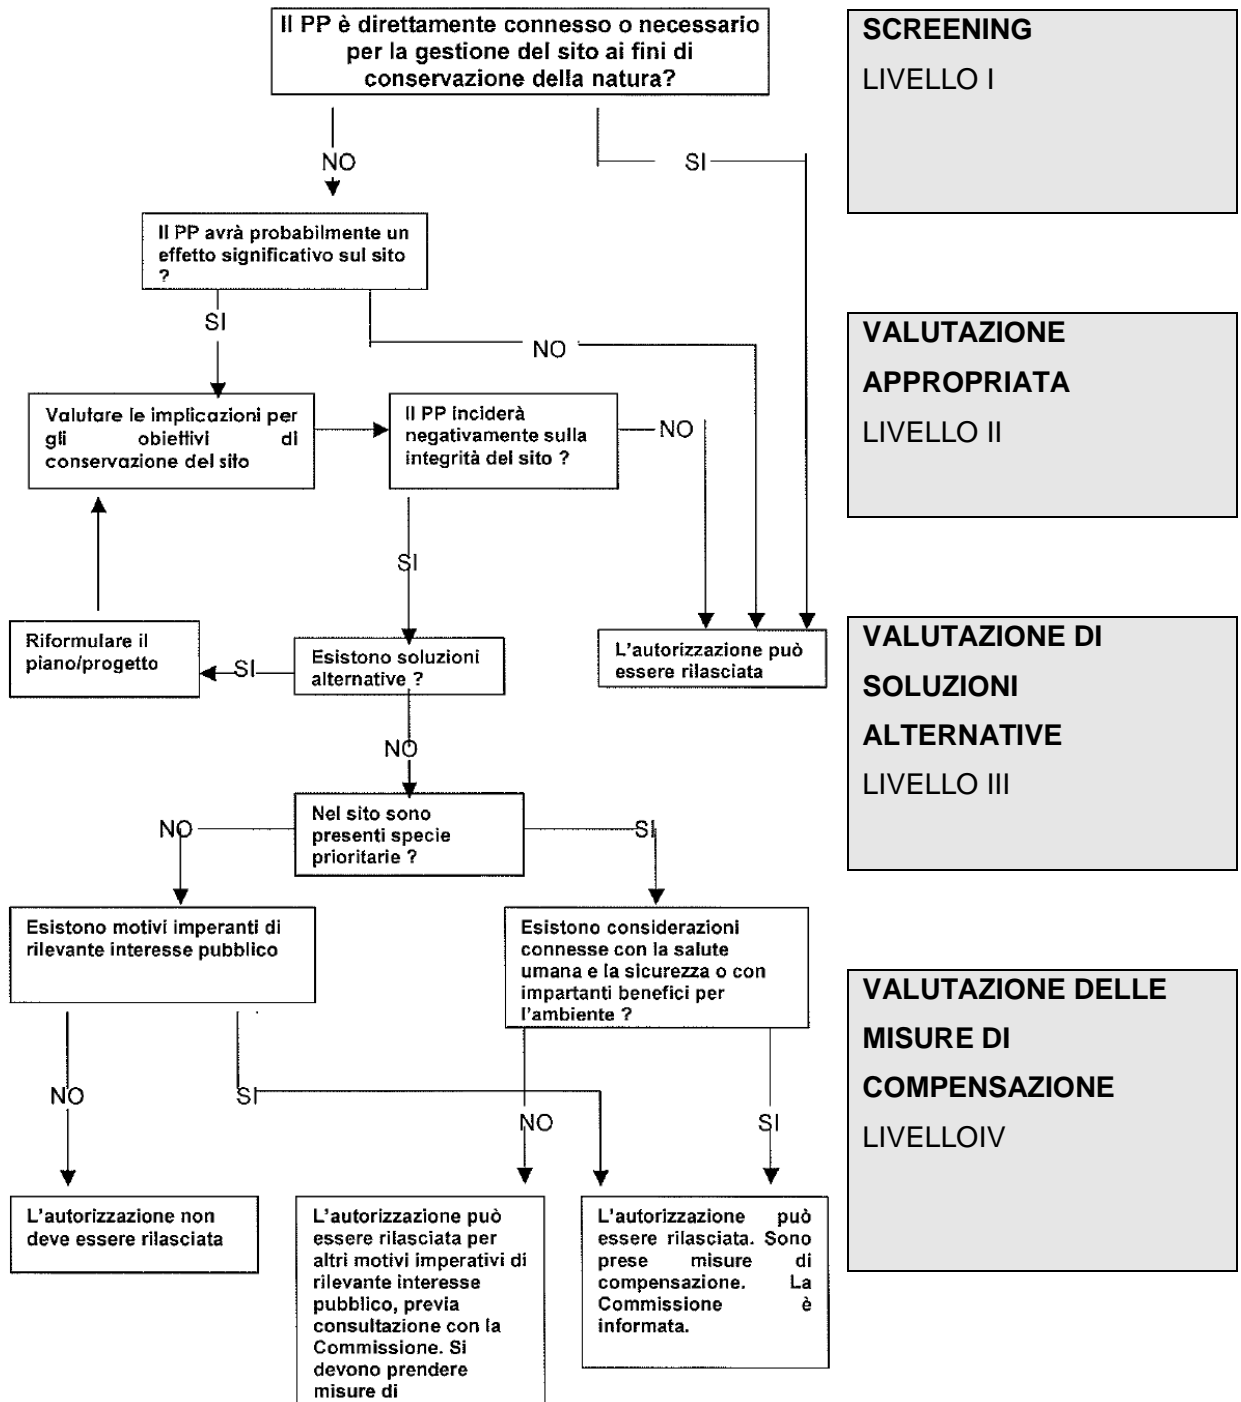 Il PP è direttamente connesso o necessario
per la gestione del sito ai fini di
conservazione della natura?
SCREENING
LIVELLO I
NO
SI
Il PP avrà probabilmente un
effetto significativo sul sito
?
SI
NO
VALUTAZIONE
APPROPRIATA
LIVELLO II
Valutare le implicazioni per
gli obiettivi di
conservazione del sito
Il PP inciderà
negativamente sulla
integrità del sito ?
NO
SI
Riformulare il
piano/progetto
SI
Esistono soluzioni
alternative ?
L'autorizzazione può
essere rilasciata
VALUTAZIONE DI
SOLUZIONI
ALTERNATIVE
LIVELLO III
NO
Nel sito sono
presenti specie
prioritarie ?
NO
SI
Esistono motivi imperanti di
rilevante interesse pubblico
Esistono considerazioni
connesse con la salute
umana e la sicurezza o con
impartanti benefici per
l'ambiente ?
VALUTAZIONE DELLE
MISURE DI
COMPENSAZIONE
LIVELLOIV
NO
SI
NO
SI
L'autorizzazione non
deve essere rilasciata
L'autorizzazione può
essere rilasciata per
altri motivi imperativi di
rilevante interesse
pubblico, previa
consultazione con la
Commissione. Si
devono prendere
misure di
L'autorizzazione può
essere rilasciata. Sono
prese misure di
compensazione. La
Commissione è
informata.